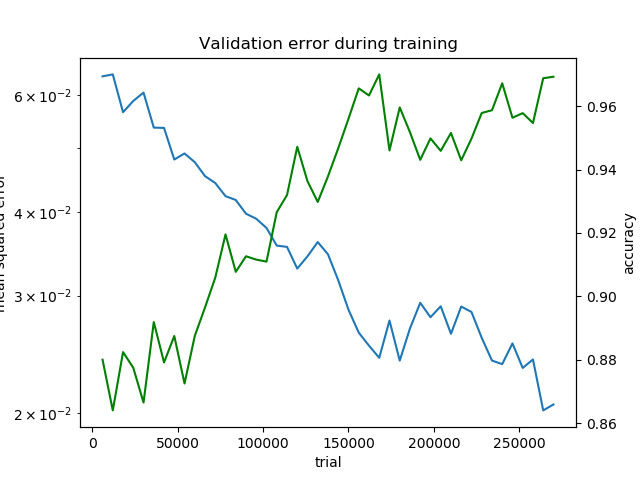 Validation error during training
mean squared error
6 × 10⁻²
4 × 10⁻²
3 × 10⁻²
2 × 10⁻²
0.96
0.94
0.92
0.90
0.88
0.86
accuracy
0 50000 100000 150000 200000 250000
trial